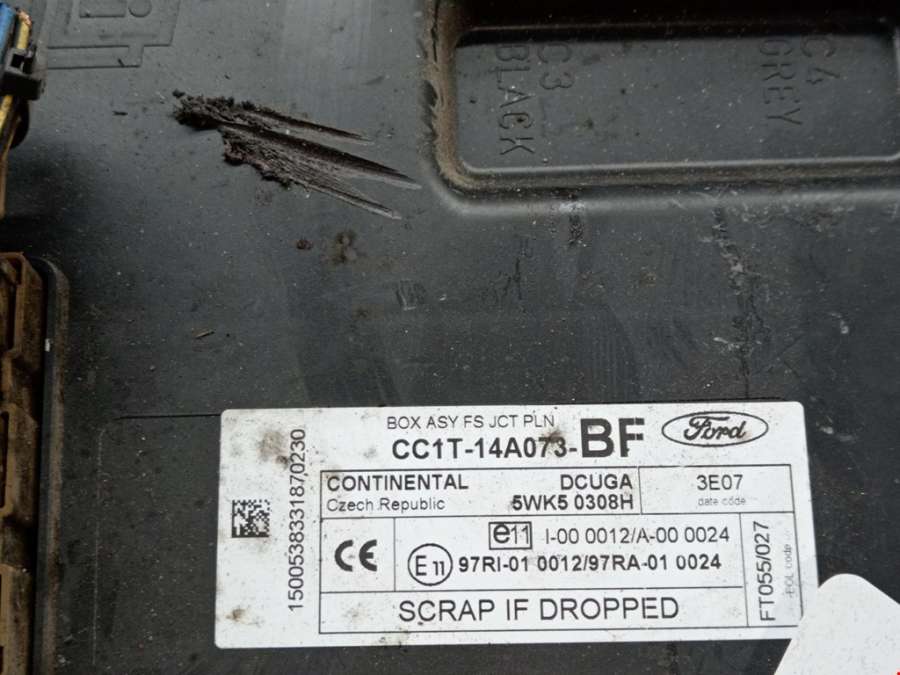 C3
BLACK
C4
GREY
BOX ASY FS JCT PLN
CC1T-14A073-BF
Ford
CONTINENTAL DCUGA
Czech Republic 5WK5 0308H
3E07
date code
e11 I-00 0012/A-00 0024
CE
E11 97RI-01 0012/97RA-01 0024
SCRAP IF DROPPED
FT055/027
EOL code
1500538331870230